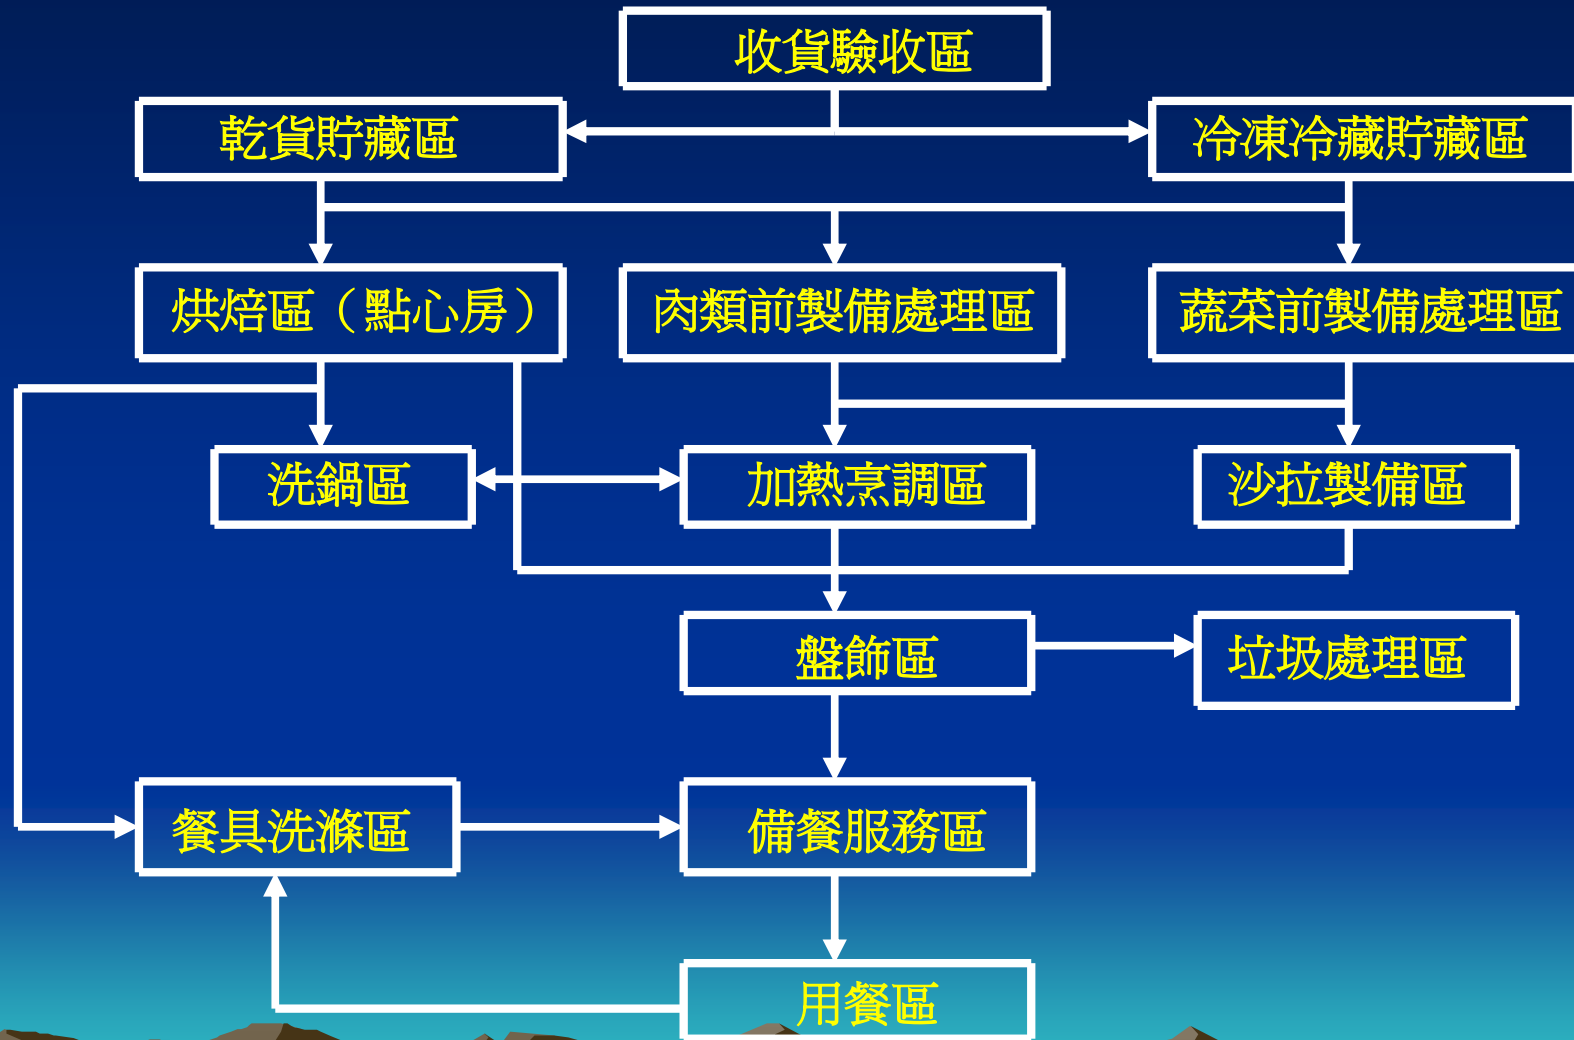 收貨驗收區
乾貨貯藏區
冷凍冷藏貯藏區
烘焙區（點心房）
肉類前製備處理區
蔬菜前製備處理區
洗鍋區
加熱烹調區
沙拉製備區
盤飾區
垃圾處理區
餐具洗滌區
備餐服務區
用餐區